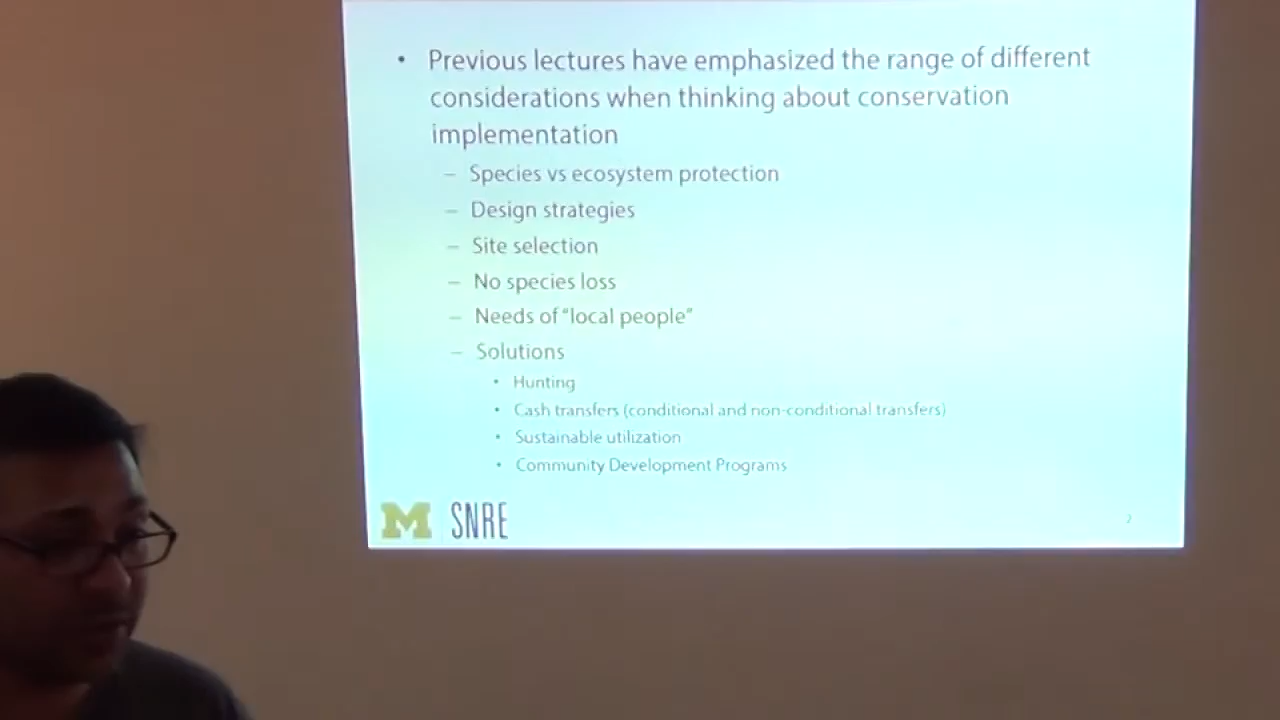 • Previous lectures have emphasized the range of different
considerations when thinking about conservation
implementation
– Species vs ecosystem protection
– Design strategies
– Site selection
– No species loss
– Needs of “local people”
– Solutions
• Hunting
• Cash transfers (conditional and non-conditional transfers)
• Sustainable utilization
• Community Development Programs
M SNRE
2